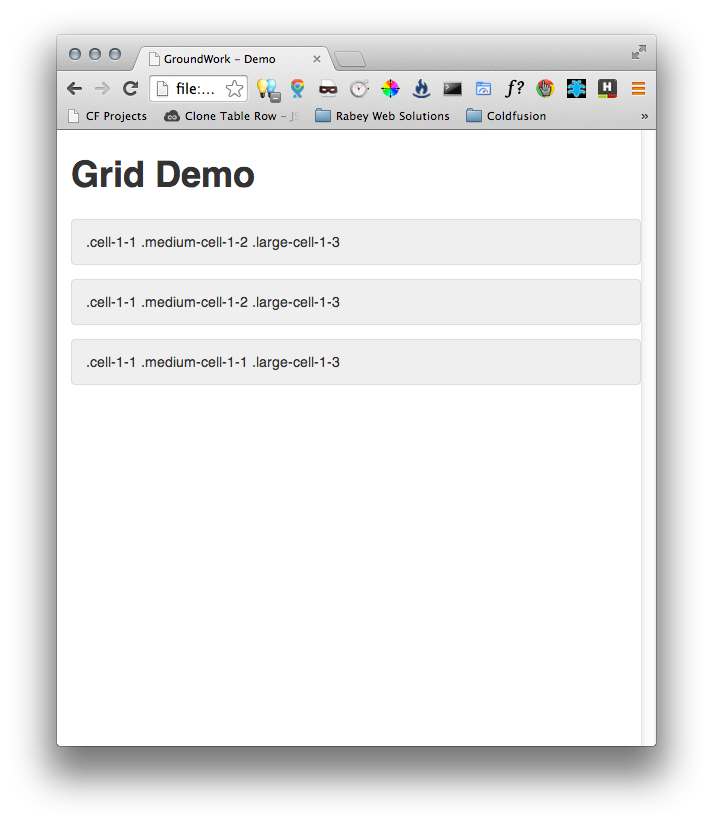 GroundWork – Demo
file:...
f?
H
CF Projects
Clone Table Row – JS
Rabey Web Solutions
Coldfusion
»
Grid Demo
.cell-1-1 .medium-cell-1-2 .large-cell-1-3
.cell-1-1 .medium-cell-1-2 .large-cell-1-3
.cell-1-1 .medium-cell-1-1 .large-cell-1-3